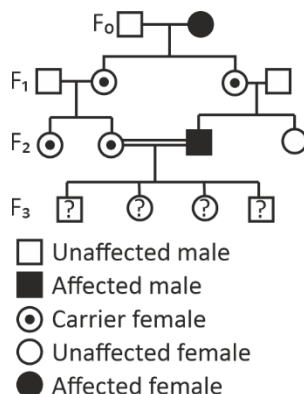 F₀
F₁
F₂
F₃ ? ? ? ?
Unaffected male
Affected male
Carrier female
Unaffected female
Affected female